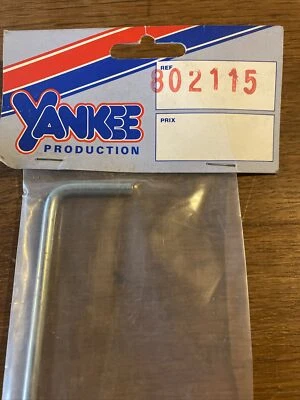 REF
802115
YANKEE
PRODUCTION
PRIX